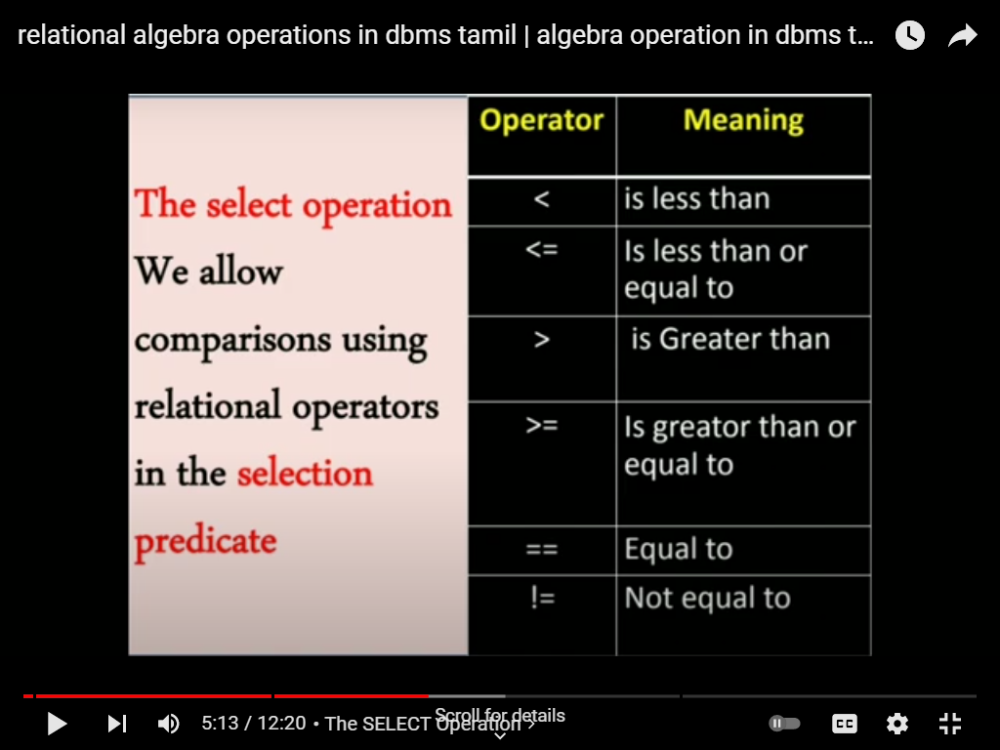 relational algebra operations in dbms tamil | algebra operation in dbms t...
The select operation
We allow
comparisons using
relational operators
in the selection
predicate
Operator Meaning
< is less than
<= Is less than or
equal to
> is Greater than
>= Is greator than or
equal to
== Equal to
!= Not equal to
Scroll for details
5:13 / 12:20 • The SELECT Operation
CC